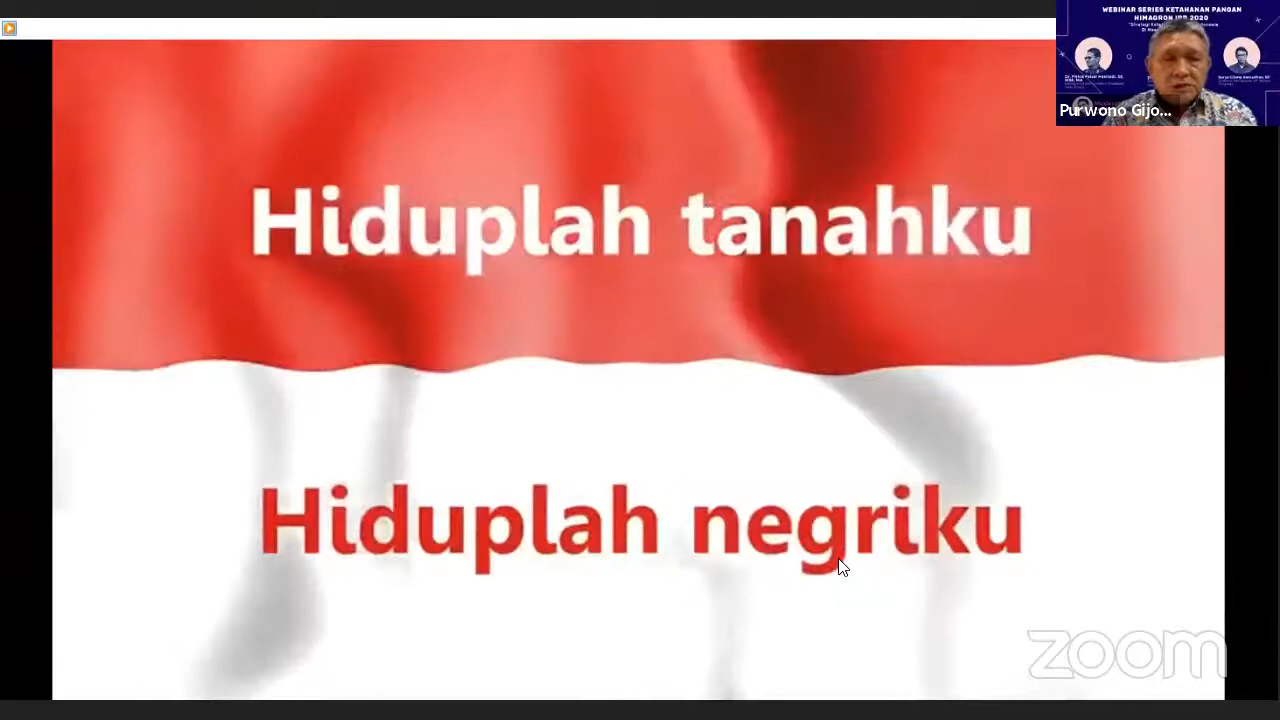 WEBINAR SERIES KETAHANAN PANGAN
HIMAGRON IPB 2020
Purwono Gijo...
Hiduplah tanahku
Hiduplah negriku
zoom